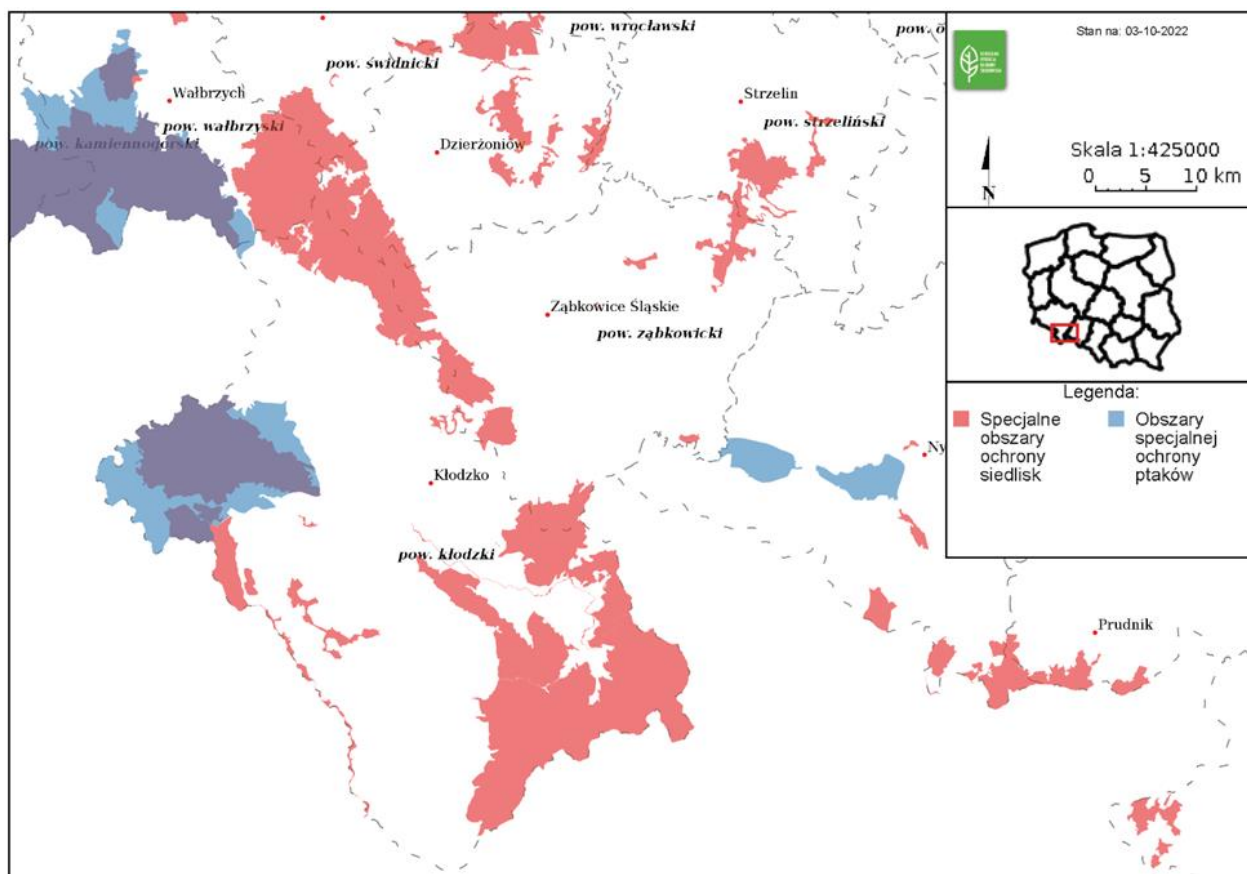 pow. wrocławski
pow. świdnicki
Wałbrzych
pow. wałbrzyski
pow. kamiennogórski
Dzierżoniów
Strzelin
pow. strzeliński
Ząbkowice Śląskie
pow. ząbkowicki
Kłodzko
pow. kłodzki
Ny
Prudnik
pow.
Stan na: 03-10-2022
N
Skala 1:425000
0 5 10 km
Legenda:
Specjalne
obszary
ochrony
siedlisk
Obszary
specjalnej
ochrony
ptaków